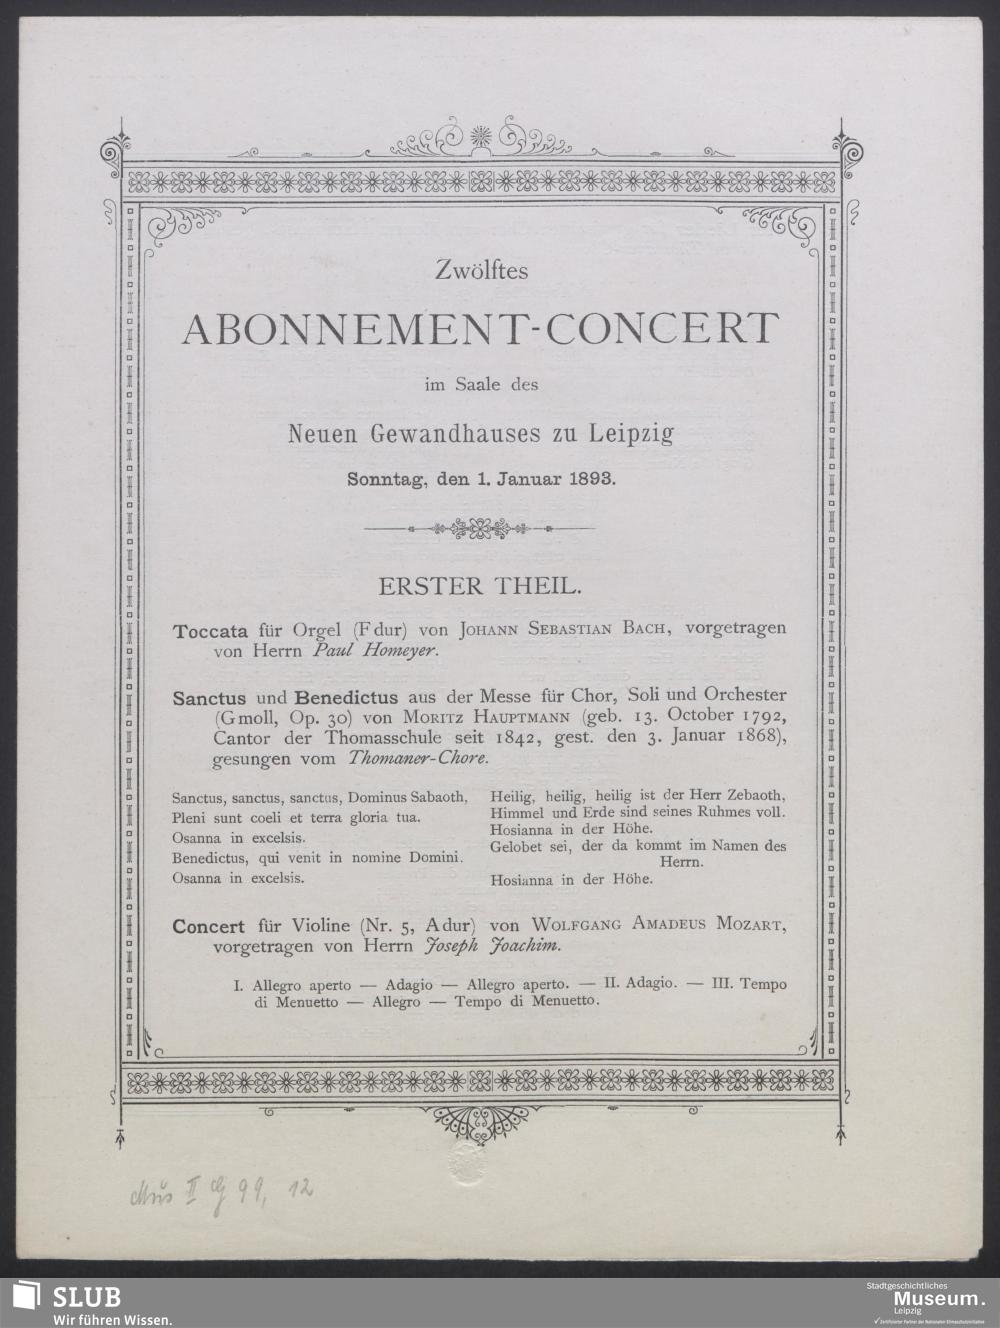 Zwölftes
ABONNEMENT-CONCERT
im Saale des
Neuen Gewandhauses zu Leipzig
Sonntag, den 1. Januar 1893.
ERSTER THEIL.
Toccata für Orgel (F dur) von JOHANN SEBASTIAN BACH, vorgetragen
von Herrn Paul Homeyer.
Sanctus und Benedictus aus der Messe für Chor, Soli und Orchester
(G moll, Op. 30) von MORITZ HAUPTMANN (geb. 13. October 1792,
Cantor der Thomasschule seit 1842, gest. den 3. Januar 1868),
gesungen vom Thomaner-Chore.
Sanctus, sanctus, sanctus, Dominus Sabaoth,
Pleni sunt coeli et terra gloria tua.
Osanna in excelsis.
Benedictus, qui venit in nomine Domini.
Osanna in excelsis.
Heilig, heilig, heilig ist der Herr Zebaoth,
Himmel und Erde sind seines Ruhmes voll.
Hosianna in der Höhe.
Gelobet sei, der da kommt im Namen des
Herrn.
Hosianna in der Höhe.
Concert für Violine (Nr. 5, A dur) von WOLFGANG AMADEUS MOZART,
vorgetragen von Herrn Joseph Joachim.
I. Allegro aperto — Adagio — Allegro aperto. — II. Adagio. — III. Tempo
di Menuetto — Allegro — Tempo di Menuetto.
Mus II G 99, 12
SLUB
Wir führen Wissen.
Stadtgeschichtliches
Museum.
Leipzig
Zertifizierter Partner der Nationalen Klimaschutzinitiative